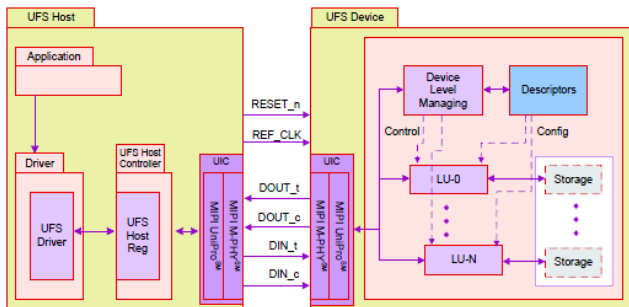 UFS Host
UFS Device
Application
Driver
UFS
Driver
UFS Host
Controller
UFS
Host
Reg
UIC
MIPI UniPro℠
MIPI M-PHY℠
RESET_n
REF_CLK
DOUT_t
DOUT_c
DIN_t
DIN_c
UIC
MIPI M-PHY℠
MIPI UniPro℠
Device
Level
Managing
Descriptors
Control
Config
LU-0
Storage
LU-N
Storage